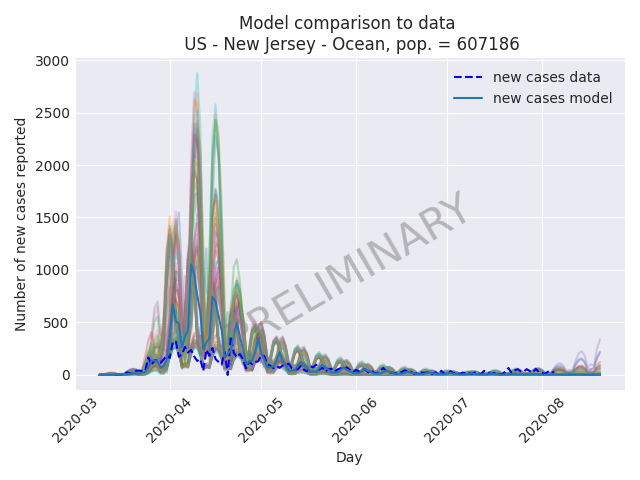 Model comparison to data
US - New Jersey - Ocean, pop. = 607186
new cases data
new cases model
PRELIMINARY
Number of new cases reported
3000
2500
2000
1500
1000
500
0
2020-03
2020-04
2020-05
2020-06
2020-07
2020-08
Day